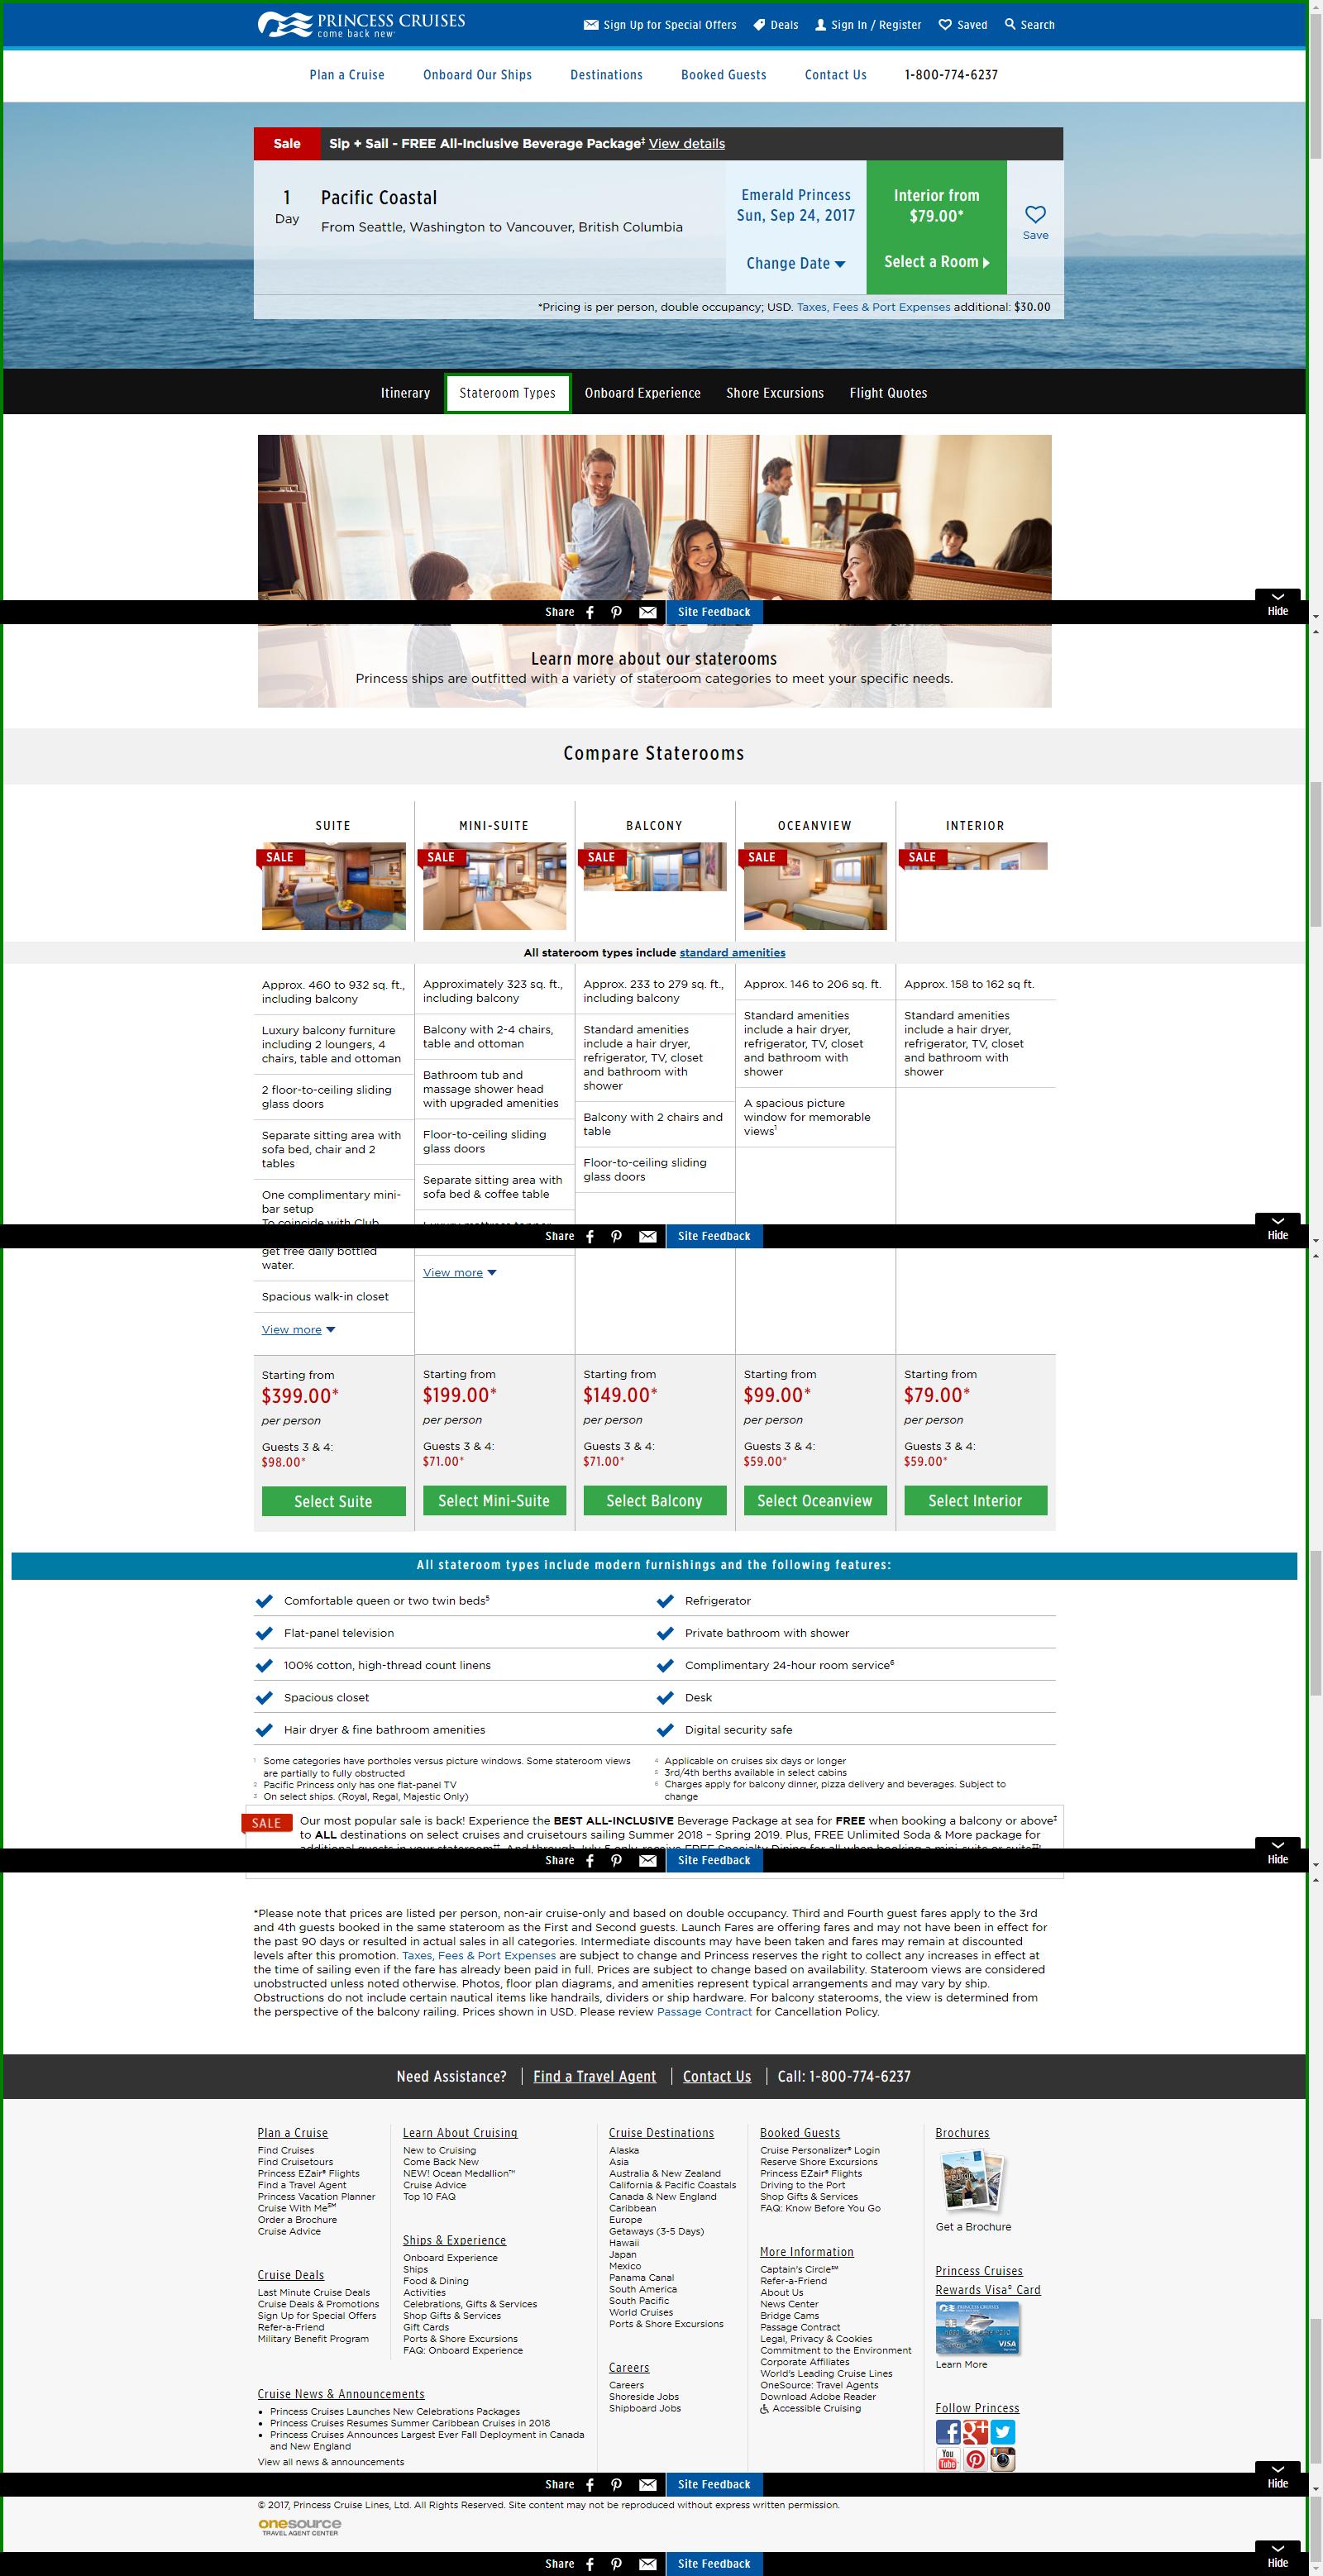 PRINCESS CRUISES
come back new
Sign Up for Special Offers
Deals
Sign In / Register
Saved
Search
Plan a Cruise
Onboard Our Ships
Destinations
Booked Guests
Contact Us
1-800-774-6237
Sale
Sip + Sail - FREE All-Inclusive Beverage Package‡ View details
1
Day
Pacific Coastal
From Seattle, Washington to Vancouver, British Columbia
Emerald Princess
Sun, Sep 24, 2017
Change Date
Interior from
$79.00*
Select a Room
Save
*Pricing is per person, double occupancy; USD. Taxes, Fees & Port Expenses additional: $30.00
Itinerary
Stateroom Types
Onboard Experience
Shore Excursions
Flight Quotes
Share
Site Feedback
Hide
Learn more about our staterooms
Princess ships are outfitted with a variety of stateroom categories to meet your specific needs.
Compare Staterooms
SUITE
MINI-SUITE
BALCONY
OCEANVIEW
INTERIOR
SALE
SALE
SALE
SALE
SALE
All stateroom types include standard amenities
Approx. 460 to 932 sq. ft.,
including balcony
Luxury balcony furniture
including 2 loungers, 4
chairs, table and ottoman
2 floor-to-ceiling sliding
glass doors
Separate sitting area with
sofa bed, chair and 2
tables
One complimentary mini-
bar setup
To coincide with Club
Approximately 323 sq. ft.,
including balcony
Balcony with 2-4 chairs,
table and ottoman
Bathroom tub and
massage shower head
with upgraded amenities
Floor-to-ceiling sliding
glass doors
Separate sitting area with
sofa bed & coffee table
Luxury mattress topper
Approx. 233 to 279 sq. ft.,
including balcony
Standard amenities
include a hair dryer,
refrigerator, TV, closet
and bathroom with
shower
Balcony with 2 chairs and
table
Floor-to-ceiling sliding
glass doors
Approx. 146 to 206 sq. ft.
Standard amenities
include a hair dryer,
refrigerator, TV, closet
and bathroom with
shower
A spacious picture
window for memorable
views¹
Approx. 158 to 162 sq ft.
Standard amenities
include a hair dryer,
refrigerator, TV, closet
and bathroom with
shower
Share
Site Feedback
Hide
get free daily bottled
water.
Spacious walk-in closet
View more
View more
Starting from
$399.00*
per person
Guests 3 & 4:
$98.00*
Select Suite
Starting from
$199.00*
per person
Guests 3 & 4:
$71.00*
Select Mini-Suite
Starting from
$149.00*
per person
Guests 3 & 4:
$71.00*
Select Balcony
Starting from
$99.00*
per person
Guests 3 & 4:
$59.00*
Select Oceanview
Starting from
$79.00*
per person
Guests 3 & 4:
$59.00*
Select Interior
All stateroom types include modern furnishings and the following features:
Comfortable queen or two twin beds⁵
Flat-panel television
100% cotton, high-thread count linens
Spacious closet
Hair dryer & fine bathroom amenities
Refrigerator
Private bathroom with shower
Complimentary 24-hour room service⁶
Desk
Digital security safe
1 Some categories have portholes versus picture windows. Some stateroom views
are partially to fully obstructed
2 Pacific Princess only has one flat-panel TV
3 On select ships. (Royal, Regal, Majestic Only)
4 Applicable on cruises six days or longer
5 3rd/4th berths available in select cabins
6 Charges apply for balcony dinner, pizza delivery and beverages. Subject to
change
SALE
Our most popular sale is back! Experience the BEST ALL-INCLUSIVE Beverage Package at sea for FREE when booking a balcony or above‡
to ALL destinations on select cruises and cruisetours sailing Summer 2018 – Spring 2019. Plus, FREE Unlimited Soda & More package for
Share
Site Feedback
Hide
*Please note that prices are listed per person, non-air cruise-only and based on double occupancy. Third and Fourth guest fares apply to the 3rd
and 4th guests booked in the same stateroom as the First and Second guests. Launch Fares are offering fares and may not have been in effect for
the past 90 days or resulted in actual sales in all categories. Intermediate discounts may have been taken and fares may remain at discounted
levels after this promotion. Taxes, Fees & Port Expenses are subject to change and Princess reserves the right to collect any increases in effect at
the time of sailing even if the fare has already been paid in full. Prices are subject to change based on availability. Stateroom views are considered
unobstructed unless noted otherwise. Photos, floor plan diagrams, and amenities represent typical arrangements and may vary by ship.
Obstructions do not include certain nautical items like handrails, dividers or ship hardware. For balcony staterooms, the view is determined from
the perspective of the balcony railing. Prices shown in USD. Please review Passage Contract for Cancellation Policy.
Need Assistance?
Find a Travel Agent
Contact Us
Call: 1-800-774-6237
Plan a Cruise
Find Cruises
Find Cruisetours
Princess EZair® Flights
Find a Travel Agent
Princess Vacation Planner
Cruise With Me℠
Order a Brochure
Cruise Advice
Cruise Deals
Last Minute Cruise Deals
Cruise Deals & Promotions
Sign Up for Special Offers
Refer-a-Friend
Military Benefit Program
Learn About Cruising
New to Cruising
Come Back New
NEW! Ocean Medallion™
Cruise Advice
Top 10 FAQ
Ships & Experience
Onboard Experience
Ships
Food & Dining
Activities
Celebrations, Gifts & Services
Shop Gifts & Services
Gift Cards
Ports & Shore Excursions
FAQ: Onboard Experience
Cruise News & Announcements
Princess Cruises Launches New Celebrations Packages
Princess Cruises Resumes Summer Caribbean Cruises in 2018
Princess Cruises Announces Largest Ever Fall Deployment in Canada
and New England
View all news & announcements
Cruise Destinations
Alaska
Asia
Australia & New Zealand
California & Pacific Coastals
Canada & New England
Caribbean
Europe
Getaways (3-5 Days)
Hawaii
Japan
Mexico
Panama Canal
South America
South Pacific
World Cruises
Ports & Shore Excursions
Careers
Careers
Shoreside Jobs
Shipboard Jobs
Booked Guests
Cruise Personalizer® Login
Reserve Shore Excursions
Princess EZair® Flights
Driving to the Port
Shop Gifts & Services
FAQ: Know Before You Go
More Information
Captain's Circle℠
Refer-a-Friend
About Us
News Center
Bridge Cams
Passage Contract
Legal, Privacy & Cookies
Commitment to the Environment
Corporate Affiliates
World's Leading Cruise Lines
OneSource: Travel Agents
Download Adobe Reader
Accessible Cruising
Brochures
Get a Brochure
Princess Cruises
Rewards Visa® Card
PRINCESS CRUISES
VISA
Learn More
Follow Princess
You
Tube
Share
Site Feedback
Hide
© 2017, Princess Cruise Lines, Ltd. All Rights Reserved. Site content may not be reproduced without express written permission.
onesource
TRAVEL AGENT CENTER
Share
Site Feedback
Hide